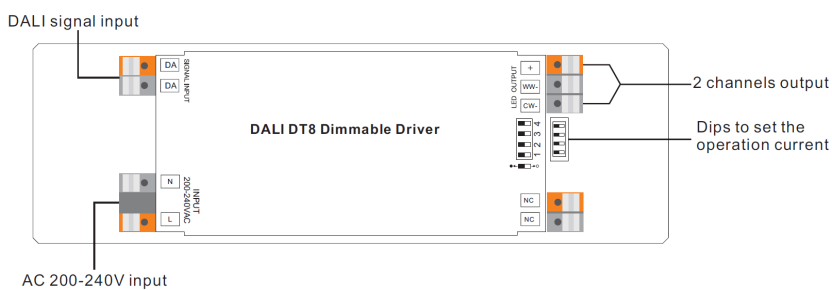 DALI signal input
DA
DA
SIGNAL INPUT
DALI DT8 Dimmable Driver
LED OUTPUT
+
WW-
CW-
2 channels output
4
3
2
1
Dips to set the
operation current
N
L
INPUT
200-240VAC
NC
NC
AC 200-240V input